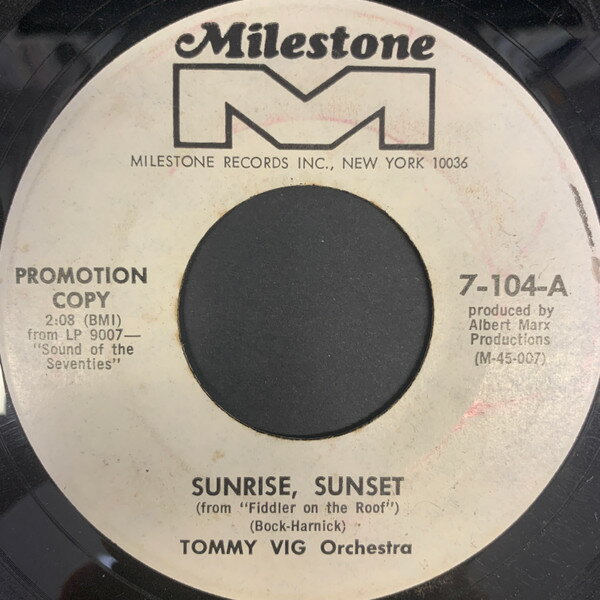 Milestone
M
MILESTONE RECORDS INC., NEW YORK 10036
PROMOTION
COPY
2:08 (BMI)
from LP 9007—
"Sound of the
Seventies"
7-104-A
produced by
Albert Marx
Productions
(M-45-007)
SUNRISE, SUNSET
(from "Fiddler on the Roof")
(Bock-Harnick)
TOMMY VIG Orchestra